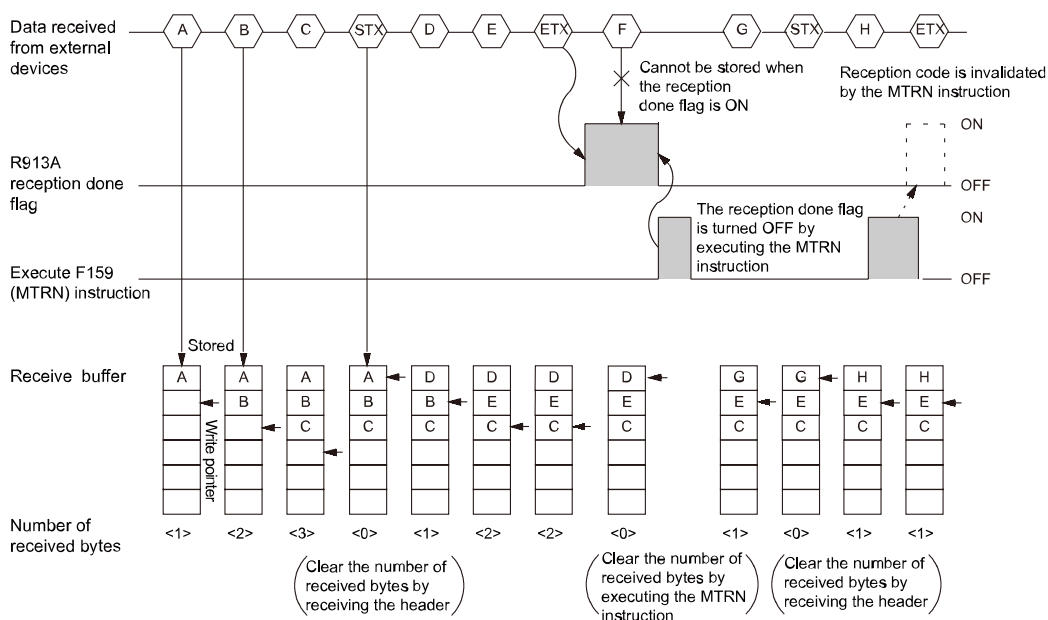 Data received
from external
devices
A B C STX D E ETX F G STX H ETX
Cannot be stored when
the reception
done flag is ON
Reception code is invalidated
by the MTRN instruction
ON
R913A
reception done
flag
OFF
The reception done flag
is turned OFF by
executing the MTRN
instruction
ON
Execute F159
(MTRN) instruction
OFF
Stored
Receive buffer
A A A A D D D D G G H H
B B B B E E E E E E E
C C C C C C C C C C
Write pointer
Number of
received bytes
<1> <2> <3> <0> <1> <2> <2> <0> <1> <0> <1> <1>
Clear the number of
received bytes by
receiving the header
Clear the number of
received bytes by
executing the MTRN
instruction
Clear the number of
received bytes by
receiving the header